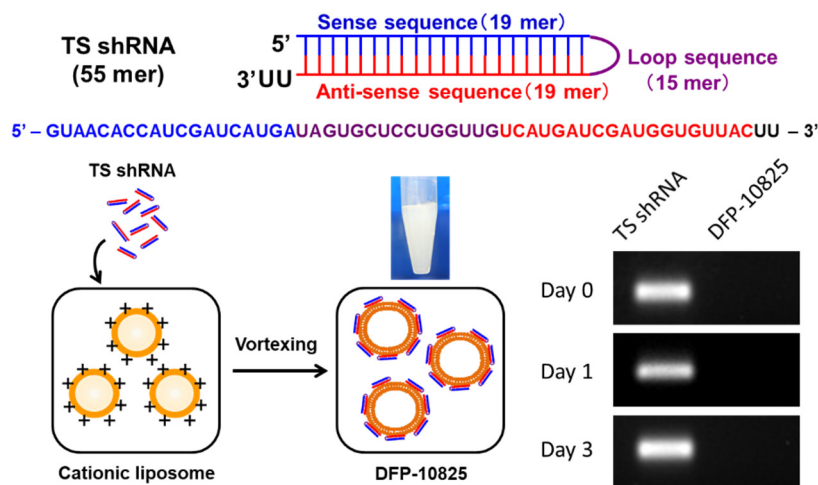 TS shRNA
(55 mer)
Sense sequence(19 mer)
5’
3’UU
Anti-sense sequence(19 mer)
Loop sequence
(15 mer)
5’ – GUAACACCAUCGAUCAUGAUAGUGCUCCUGGUUGUCAUGAUCGAUGGUGUUACUU – 3’
TS shRNA
Vortexing
Cationic liposome
DFP-10825
TS shRNA
DFP-10825
Day 0
Day 1
Day 3